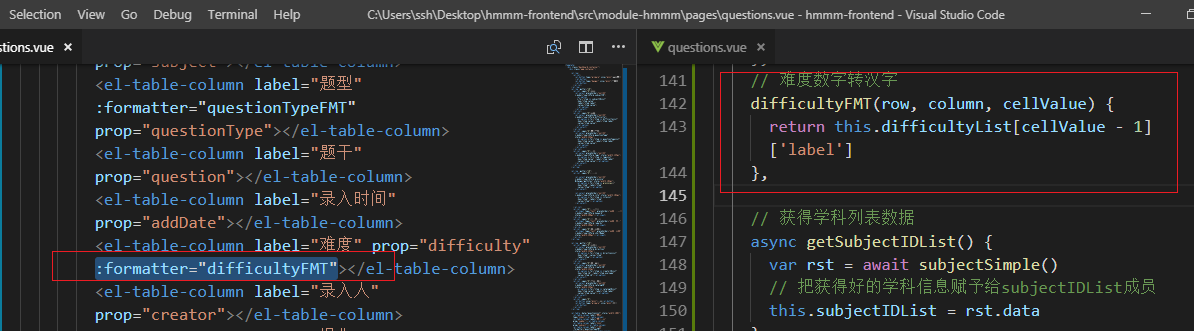 Selection View Go Debug Terminal Help C:\Users\ssh\Desktop\hmmm-frontend\src\module-hmmm\pages\questions.vue - hmmm-frontend - Visual Studio Code
stions.vue ×
<el-table-column label="题型"
:formatter="questionTypeFMT"
prop="questionType"></el-table-column>
<el-table-column label="题干"
prop="question"></el-table-column>
<el-table-column label="录入时间"
prop="addDate"></el-table-column>
<el-table-column label="难度" prop="difficulty"
:formatter="difficultyFMT"></el-table-column>
<el-table-column label="录入人"
prop="creator"></el-table-column>
questions.vue ×
141 // 难度数字转汉字
142 difficultyFMT(row, column, cellValue) {
143 return this.difficultyList[cellValue - 1]
['label']
144 },
145
146 // 获得学科列表数据
147 async getSubjectIDList() {
148 var rst = await subjectSimple()
149 // 把获得好的学科信息赋予给subjectIDList成员
150 this.subjectIDList = rst.data